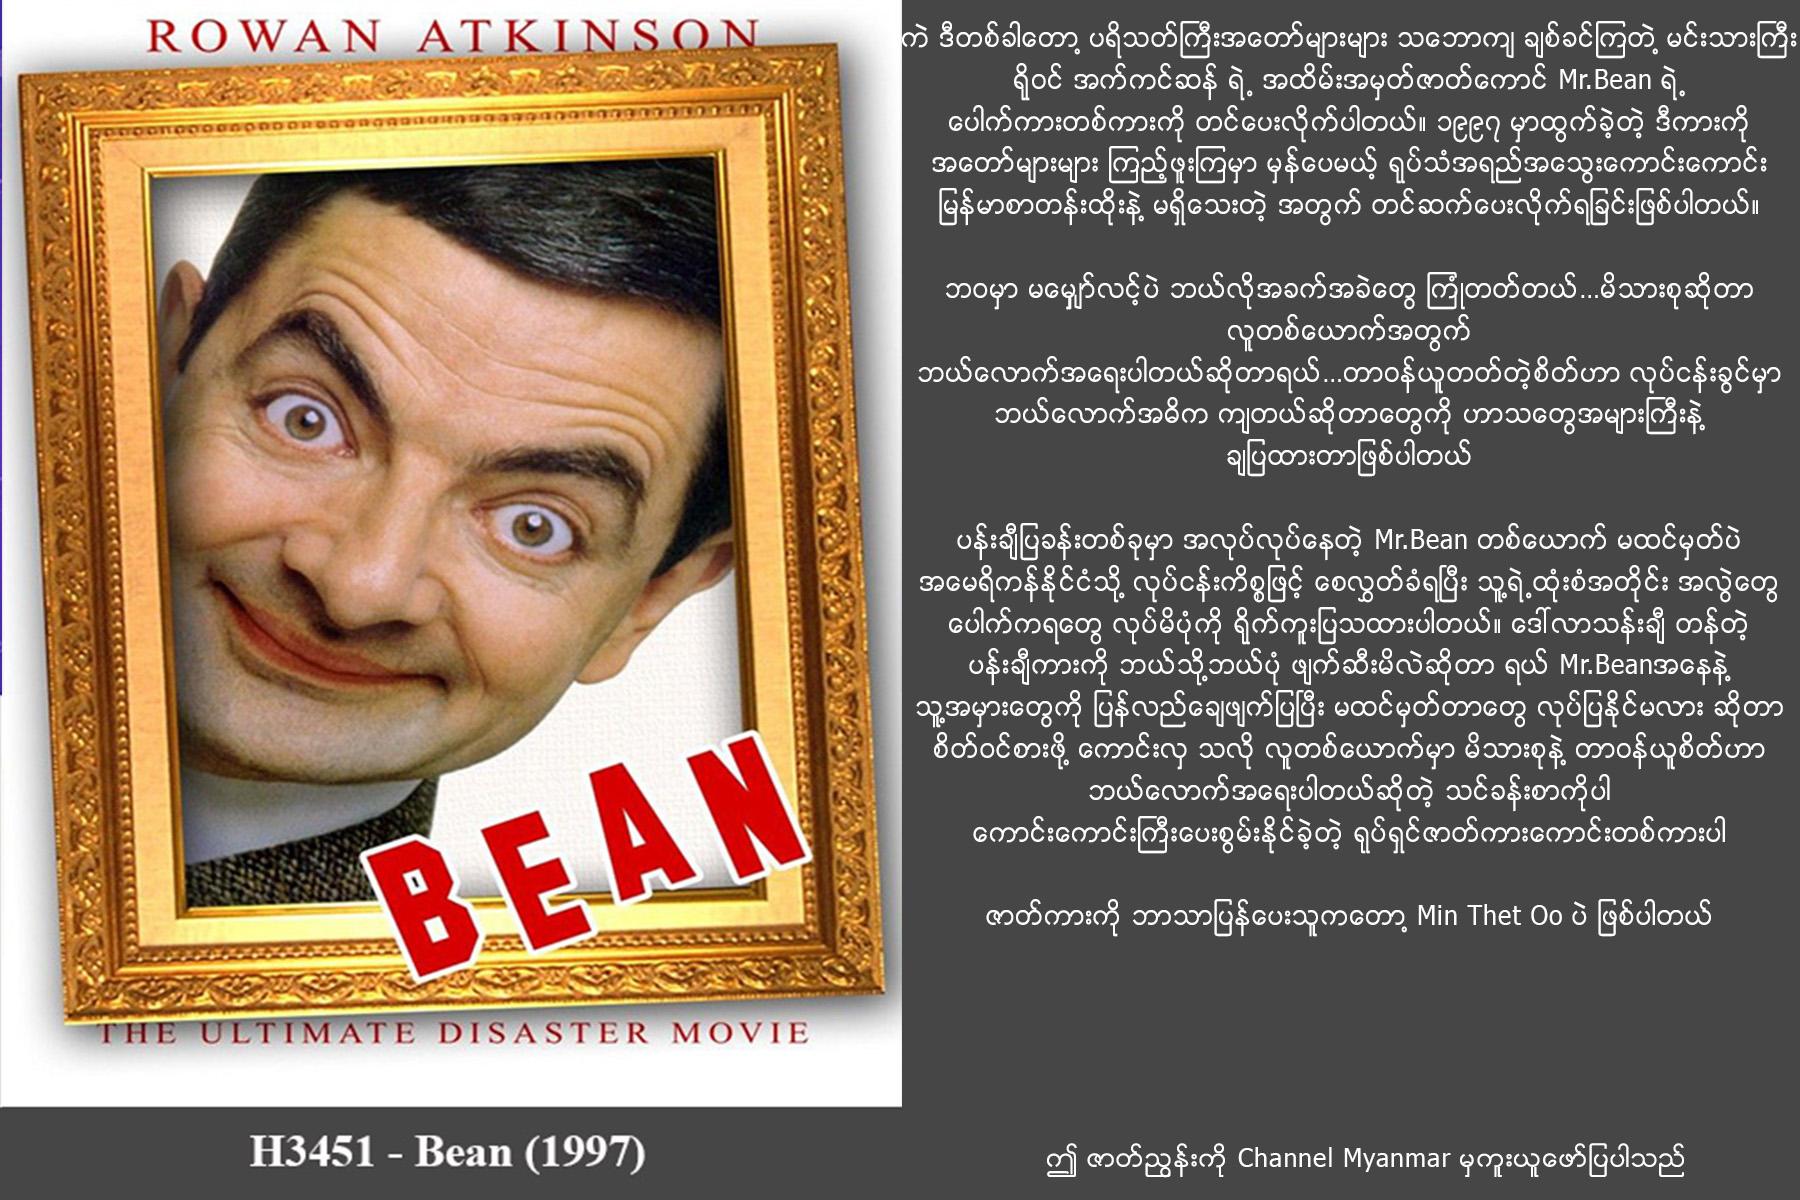 ROWAN ATKINSON
BEAN
THE ULTIMATE DISASTER MOVIE
H3451 - Bean (1997)
ကဲ ဒီတစ်ခါတော့ ပရိသတ်ကြီးအတော်များများ သဘောကျ ချစ်ခင်ကြတဲ့ မင်းသားကြီး
ရိုဝင် အက်ကင်ဆန် ရဲ့ အထိမ်းအမှတ်ဇာတ်ကောင် Mr.Bean ရဲ့
ပေါက်ကားတစ်ကားကို တင်ပေးလိုက်ပါတယ်။ ၁၉၉၇ မှာထွက်ခဲ့တဲ့ ဒီကားကို
အတော်များများ ကြည့်ဖူးကြမှာ မှန်ပေမယ့် ရုပ်သံအရည်အသွေးကောင်းကောင်း
မြန်မာစာတန်းထိုးနဲ့ မရှိသေးတဲ့ အတွက် တင်ဆက်ပေးလိုက်ရခြင်းဖြစ်ပါတယ်။
ဘဝမှာ မမျှော်လင့်ပဲ ဘယ်လိုအခက်အခဲတွေ ကြုံတတ်တယ်...မိသားစုဆိုတာ
လူတစ်ယောက်အတွက်
ဘယ်လောက်အရေးပါတယ်ဆိုတာရယ်...တာဝန်ယူတတ်တဲ့စိတ်ဟာ လုပ်ငန်းခွင်မှာ
ဘယ်လောက်အဓိက ကျတယ်ဆိုတာတွေကို ဟာသတွေအများကြီးနဲ့
ချပြထားတာဖြစ်ပါတယ်
ပန်းချီပြခန်းတစ်ခုမှာ အလုပ်လုပ်နေတဲ့ Mr.Bean တစ်ယောက် မထင်မှတ်ပဲ
အမေရိကန်နိုင်ငံသို့ လုပ်ငန်းကိစ္စဖြင့် စေလွှတ်ခံရပြီး သူ့ရဲ့ထုံးစံအတိုင်း အလွဲတွေ
ပေါက်ကရတွေ လုပ်မိပုံကို ရိုက်ကူးပြသထားပါတယ်။ ဒေါ်လာသန်းချီ တန်တဲ့
ပန်းချီကားကို ဘယ်သို့ဘယ်ပုံ ဖျက်ဆီးမိလဲဆိုတာ ရယ် Mr.Beanအနေနဲ့
သူ့အမှားတွေကို ပြန်လည်ချေဖျက်ပြပြီး မထင်မှတ်တာတွေ လုပ်ပြနိုင်မလား ဆိုတာ
စိတ်ဝင်စားဖို့ ကောင်းလှ သလို လူတစ်ယောက်မှာ မိသားစုနဲ့ တာဝန်ယူစိတ်ဟာ
ဘယ်လောက်အရေးပါတယ်ဆိုတဲ့ သင်ခန်းစာကိုပါ
ကောင်းကောင်းကြီးပေးစွမ်းနိုင်ခဲ့တဲ့ ရုပ်ရှင်ဇာတ်ကားကောင်းတစ်ကားပါ
ဇာတ်ကားကို ဘာသာပြန်ပေးသူကတော့ Min Thet Oo ပဲ ဖြစ်ပါတယ်
ဤ ဇာတ်ညွှန်းကို Channel Myanmar မှကူးယူဖော်ပြပါသည်